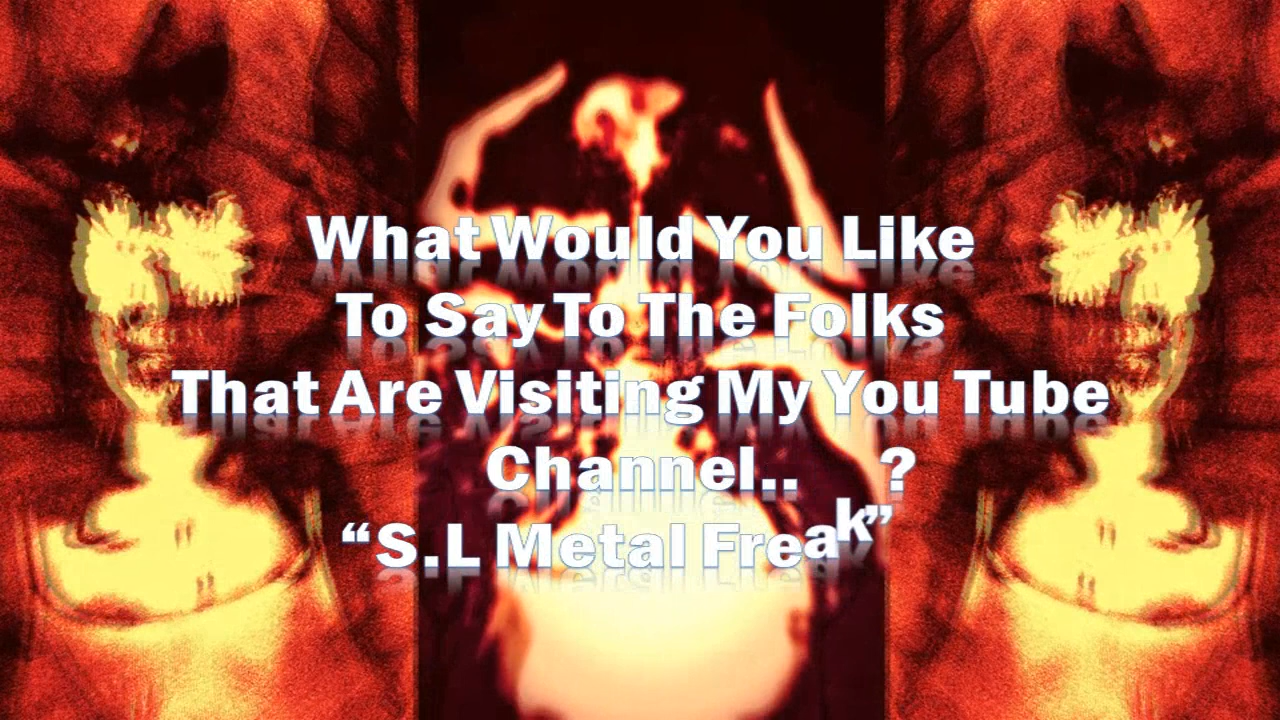 What Would You Like
To Say To The Folks
That Are Visiting My You Tube
Channel.. ?
“S.L Metal Freak”